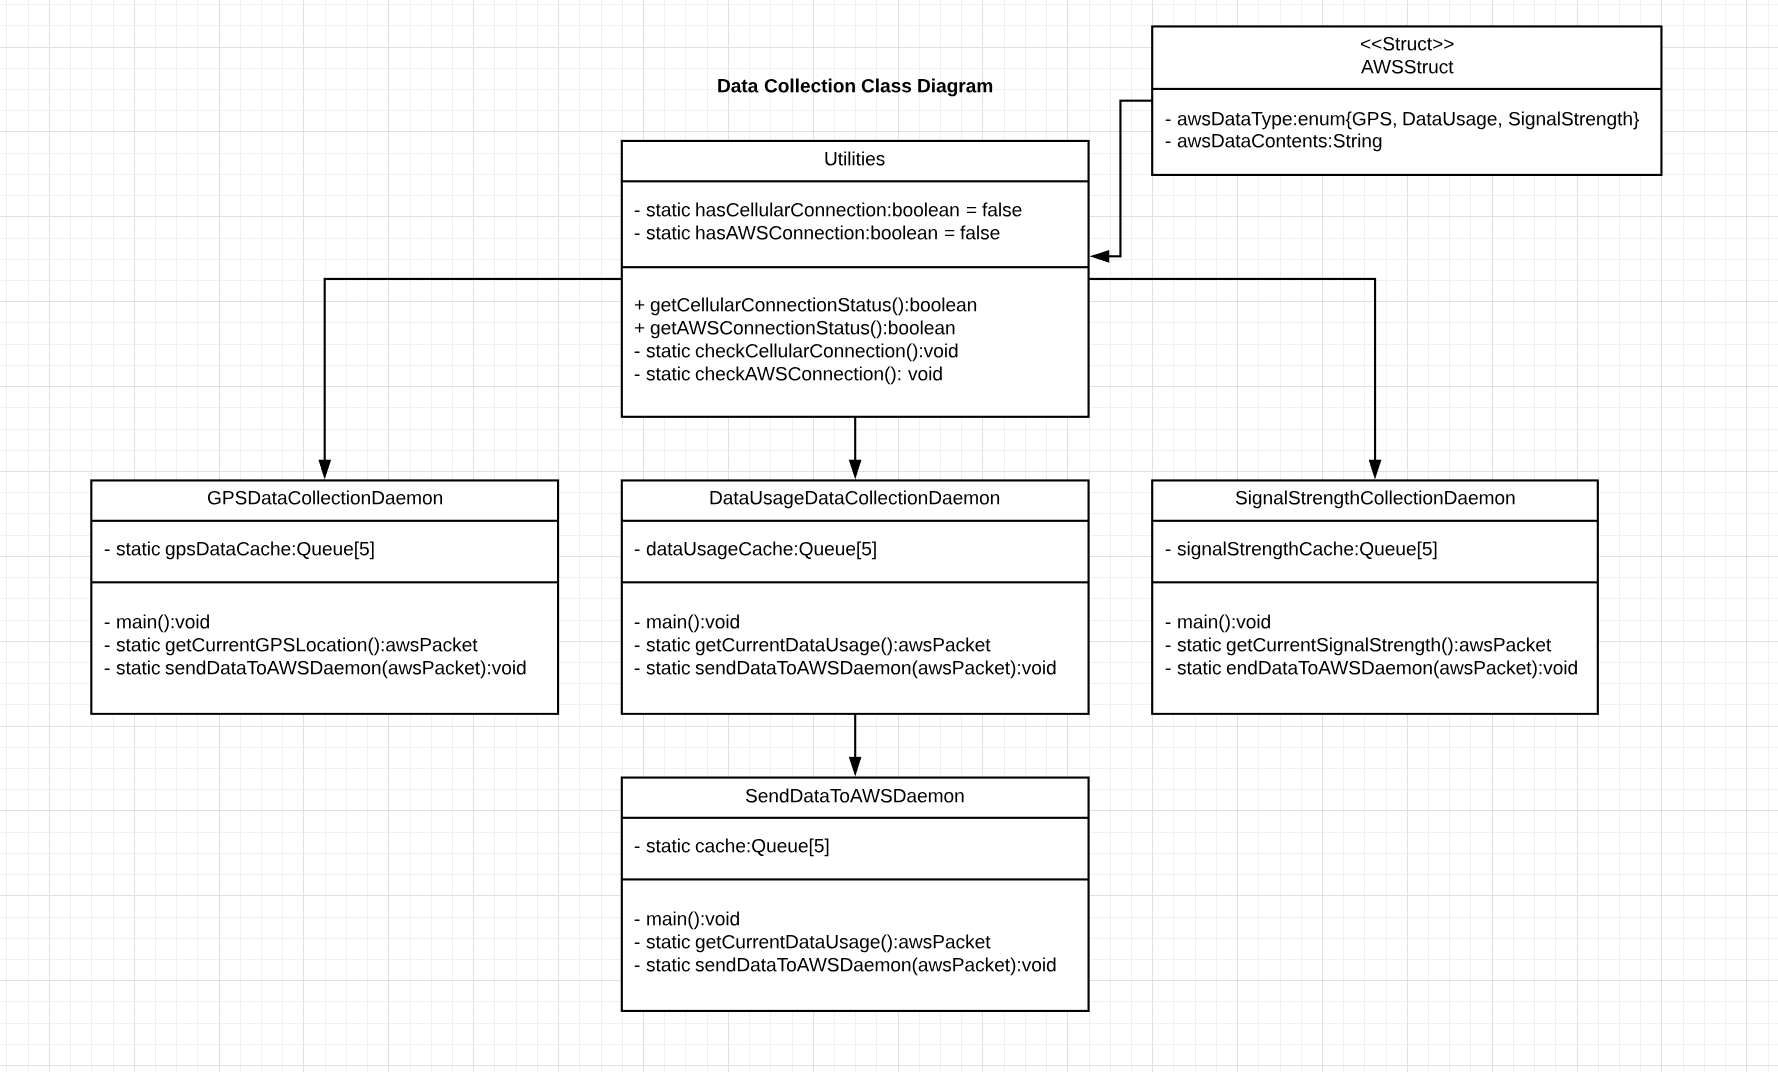 Data Collection Class Diagram
<<Struct>>
AWSStruct
- awsDataType:enum{GPS, DataUsage, SignalStrength}
- awsDataContents:String
Utilities
- static hasCellularConnection:boolean = false
- static hasAWSConnection:boolean = false
+ getCellularConnectionStatus():boolean
+ getAWSConnectionStatus():boolean
- static checkCellularConnection():void
- static checkAWSConnection(): void
GPSDataCollectionDaemon
- static gpsDataCache:Queue[5]
- main():void
- static getCurrentGPSLocation():awsPacket
- static sendDataToAWSDaemon(awsPacket):void
DataUsageDataCollectionDaemon
- dataUsageCache:Queue[5]
- main():void
- static getCurrentDataUsage():awsPacket
- static sendDataToAWSDaemon(awsPacket):void
SignalStrengthCollectionDaemon
- signalStrengthCache:Queue[5]
- main():void
- static getCurrentSignalStrength():awsPacket
- static endDataToAWSDaemon(awsPacket):void
SendDataToAWSDaemon
- static cache:Queue[5]
- main():void
- static getCurrentDataUsage():awsPacket
- static sendDataToAWSDaemon(awsPacket):void